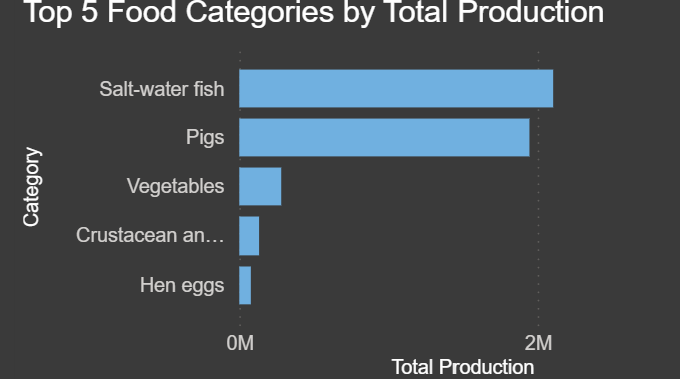 Top 5 Food Categories by Total Production
Category
Salt-water fish
Pigs
Vegetables
Crustacean an…
Hen eggs
0M
2M
Total Production